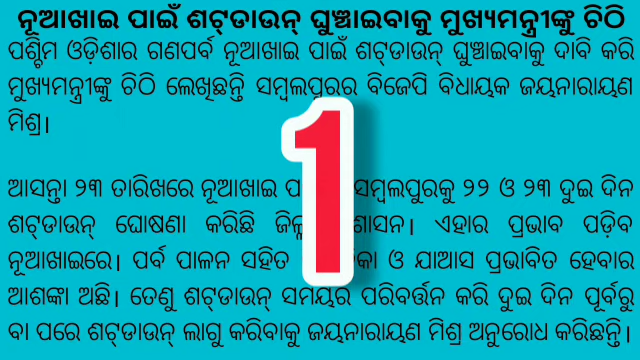 ନୂଆଖାଇ ପାଇଁ ଶଟ୍‌ଡାଉନ୍ ଘୁଞ୍ଚାଇବାକୁ ମୁଖ୍ୟମନ୍ତ୍ରୀଙ୍କୁ ଚିଠି
ପଶ୍ଚିମ ଓଡ଼ିଶାର ଗଣପର୍ବ ନୂଆଖାଇ ପାଇଁ ଶଟ୍‌ଡାଉନ୍ ଘୁଞ୍ଚାଇବାକୁ ଦାବି କରି
ମୁଖ୍ୟମନ୍ତ୍ରୀଙ୍କୁ ଚିଠି ଲେଖିଛନ୍ତି ସମ୍ବଲପୁରର ବିଜେପି ବିଧାୟକ ଜୟନାରାୟଣ
ମିଶ୍ର।
1
ଆସନ୍ତା ୨୩ ତାରିଖରେ ନୂଆଖାଇ ସମ୍ବଲପୁରକୁ ୨୨ ଓ ୨୩ ଦୁଇ ଦିନ
ଶଟ୍‌ଡାଉନ୍ ଘୋଷଣା କରିଛି ଏହାର ପ୍ରଭାବ ପଡ଼ିବ
ନୂଆଖାଇରେ। ପର୍ବ ପାଳନ ସହିତ ଓ ଯାଆସ ପ୍ରଭାବିତ ହେବାର
ଆଶଙ୍କା ଅଛି। ତେଣୁ ଶଟ୍‌ଡାଉନ୍ ସମୟର ପରିବର୍ତ୍ତନ କରି ଦୁଇ ଦିନ ପୂର୍ବରୁ
ବା ପରେ ଶଟ୍‌ଡାଉନ୍ ଲାଗୁ କରିବାକୁ ଜୟନାରାୟଣ ମିଶ୍ର ଅନୁରୋଧ କରିଛନ୍ତି।